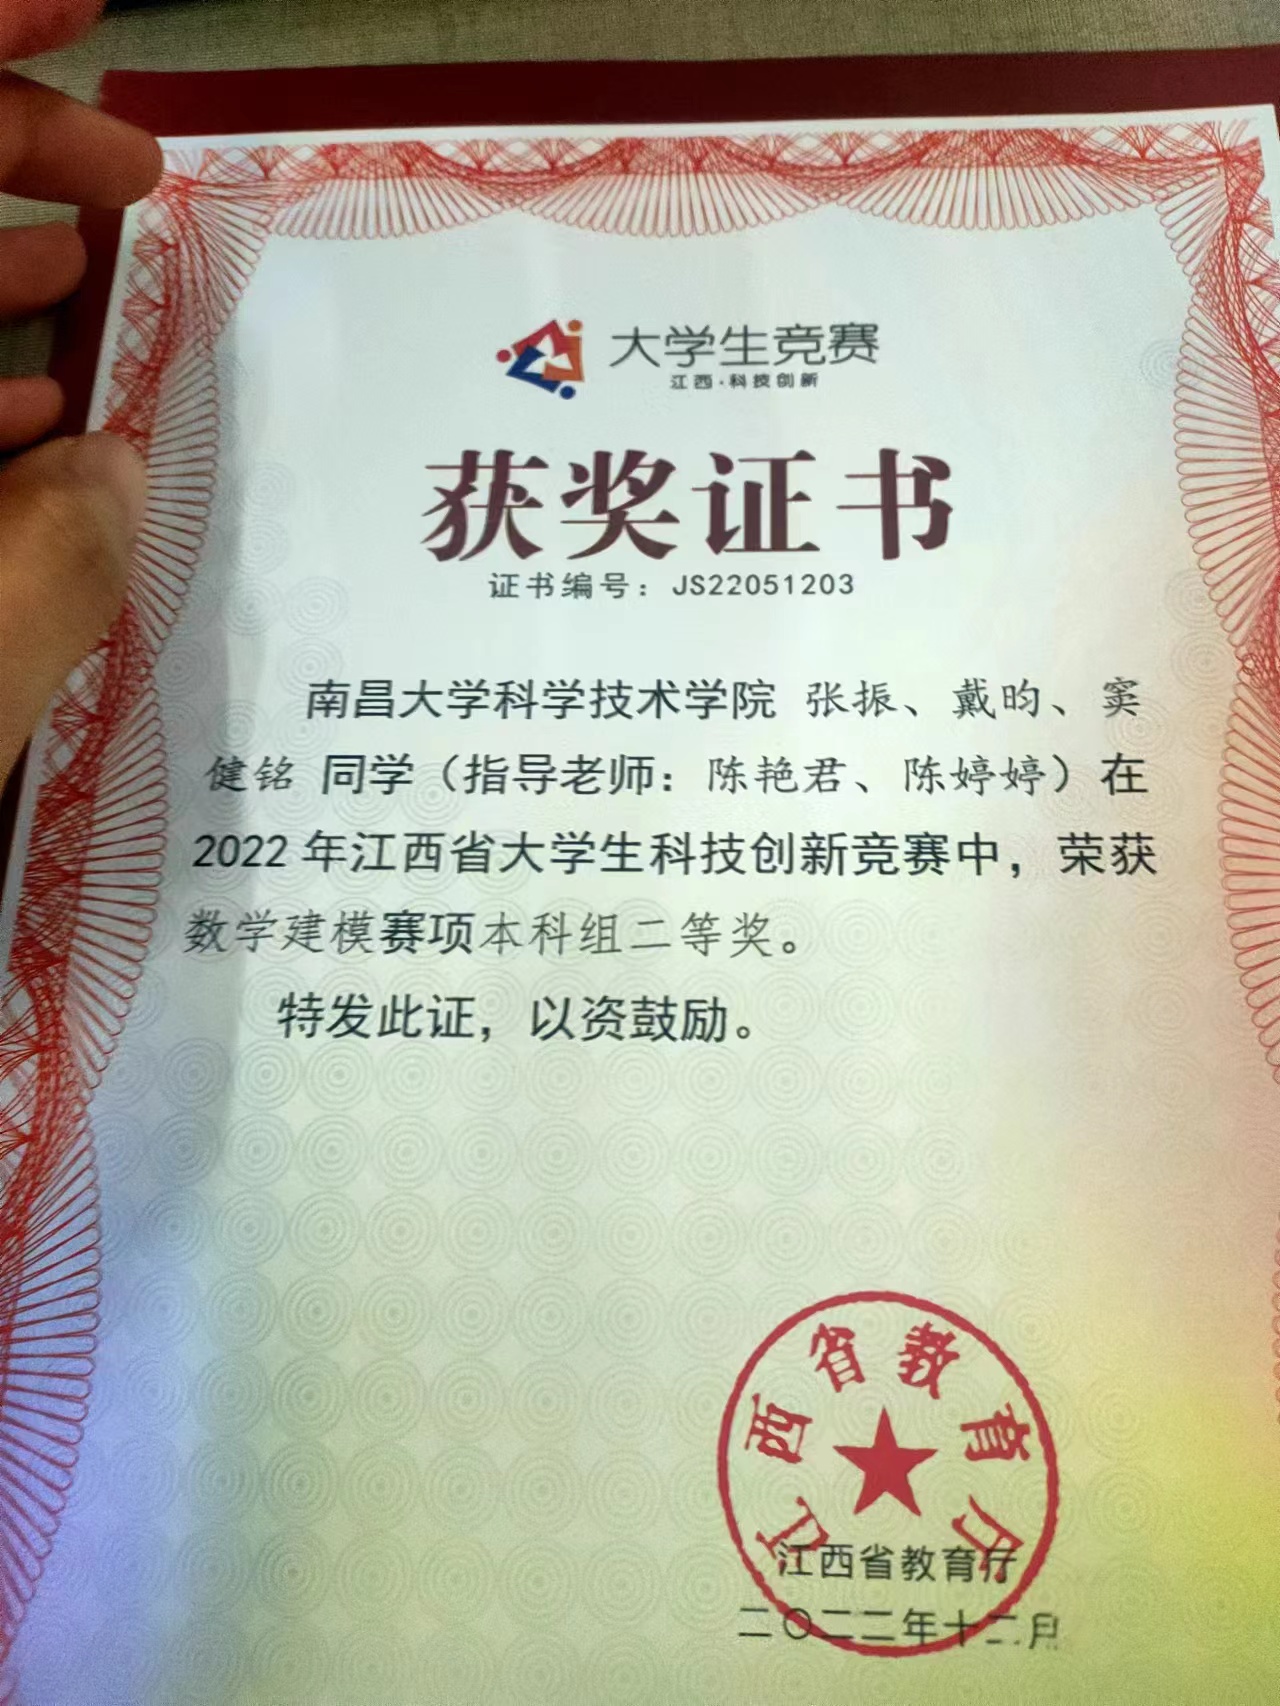 大学生竞赛
江西·科技创新
获奖证书
证书编号：JS22051203
南昌大学科学技术学院 张振、戴昀、窦
健铭 同学（指导老师：陈艳君、陈婷婷）在
2022年江西省大学生科技创新竞赛中，荣获
数学建模赛项本科组二等奖。
特发此证，以资鼓励。
江西省教育厅
江西省教育厅
二〇二二年十二月